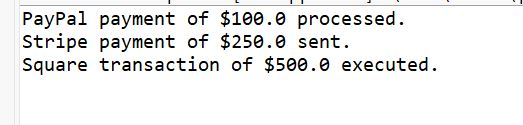 PayPal payment of $100.0 processed.
Stripe payment of $250.0 sent.
Square transaction of $500.0 executed.